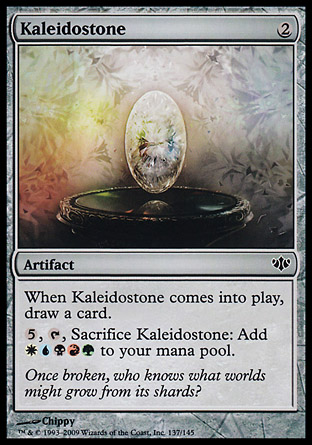 Kaleidostone 2
Artifact
When Kaleidostone comes into play,
draw a card.
5, , Sacrifice Kaleidostone: Add
to your mana pool.
Once broken, who knows what worlds
might grow from its shards?
Chippy
™ & © 1993-2009 Wizards of the Coast, Inc. 137/145